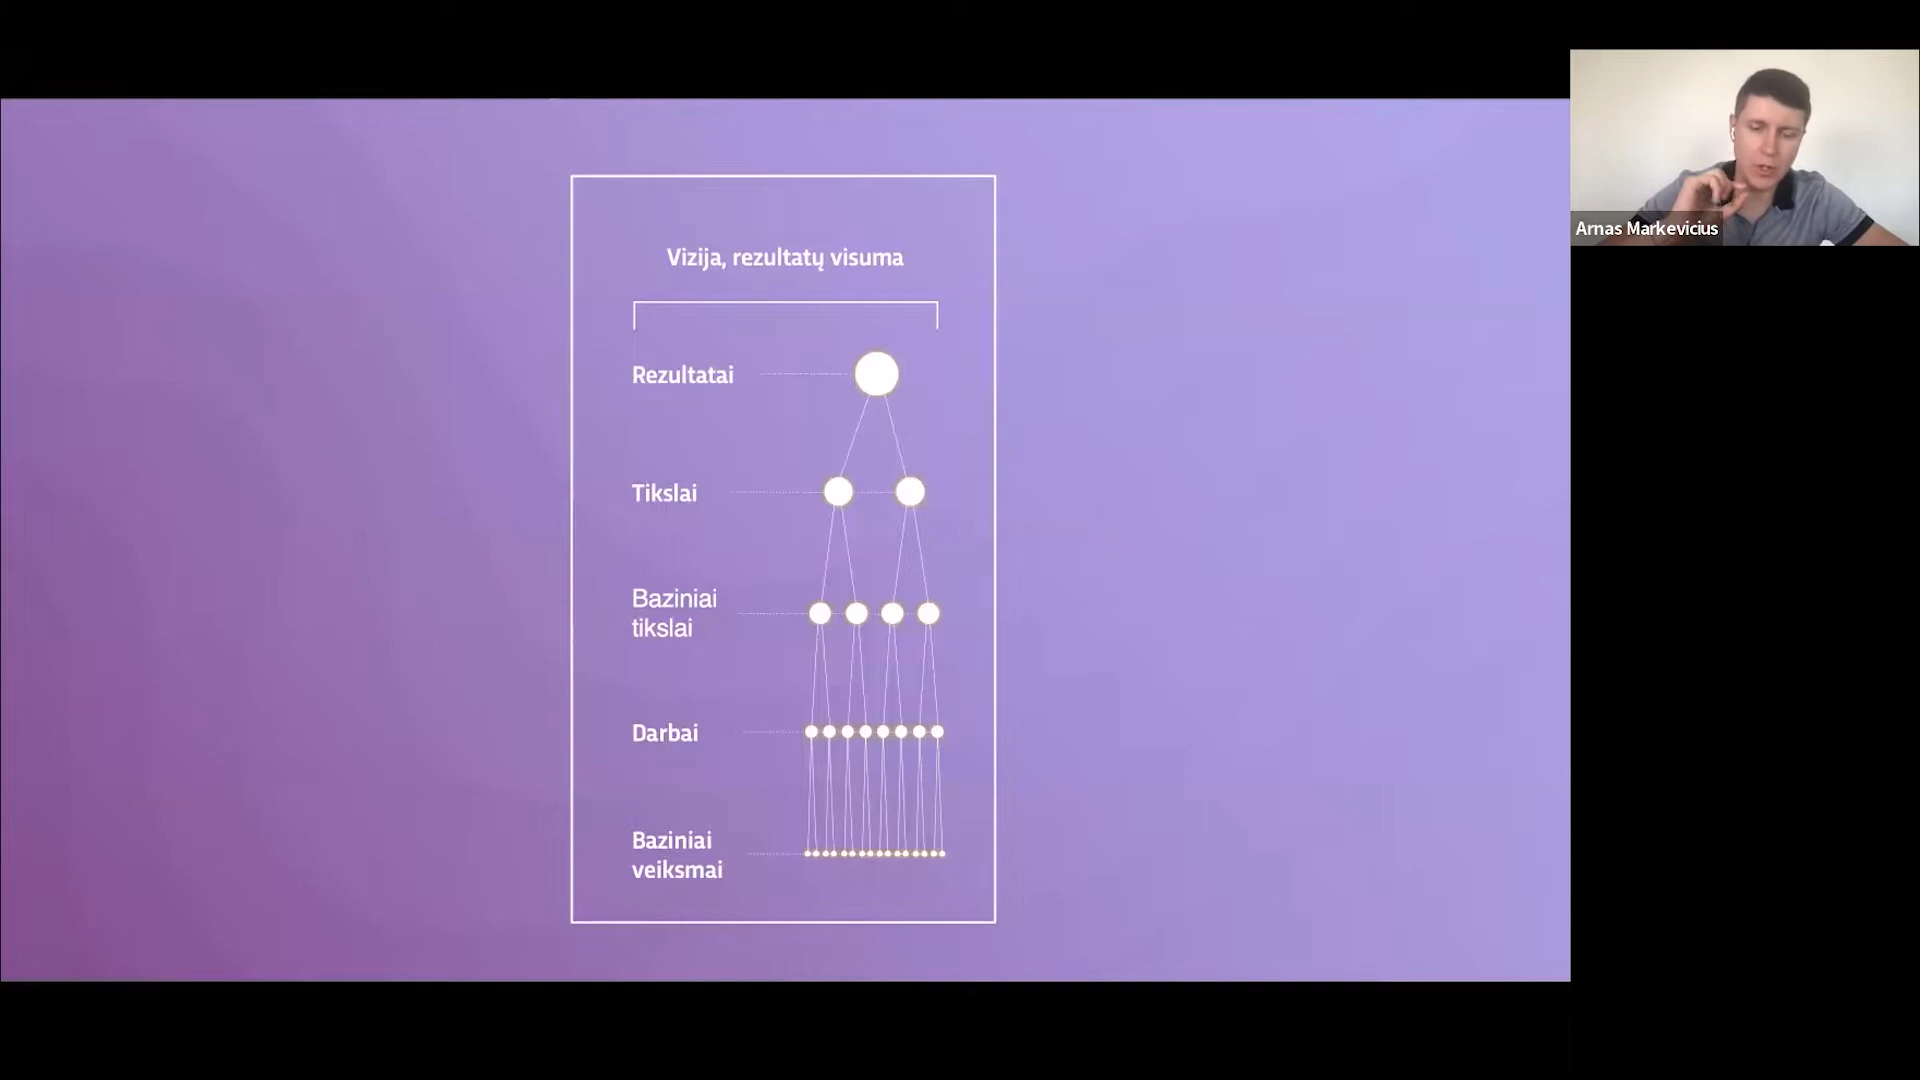 Vizija, rezultatų visuma
Rezultatai
Tikslai
Baziniai
tikslai
Darbai
Baziniai
veiksmai
Arnas Markevicius